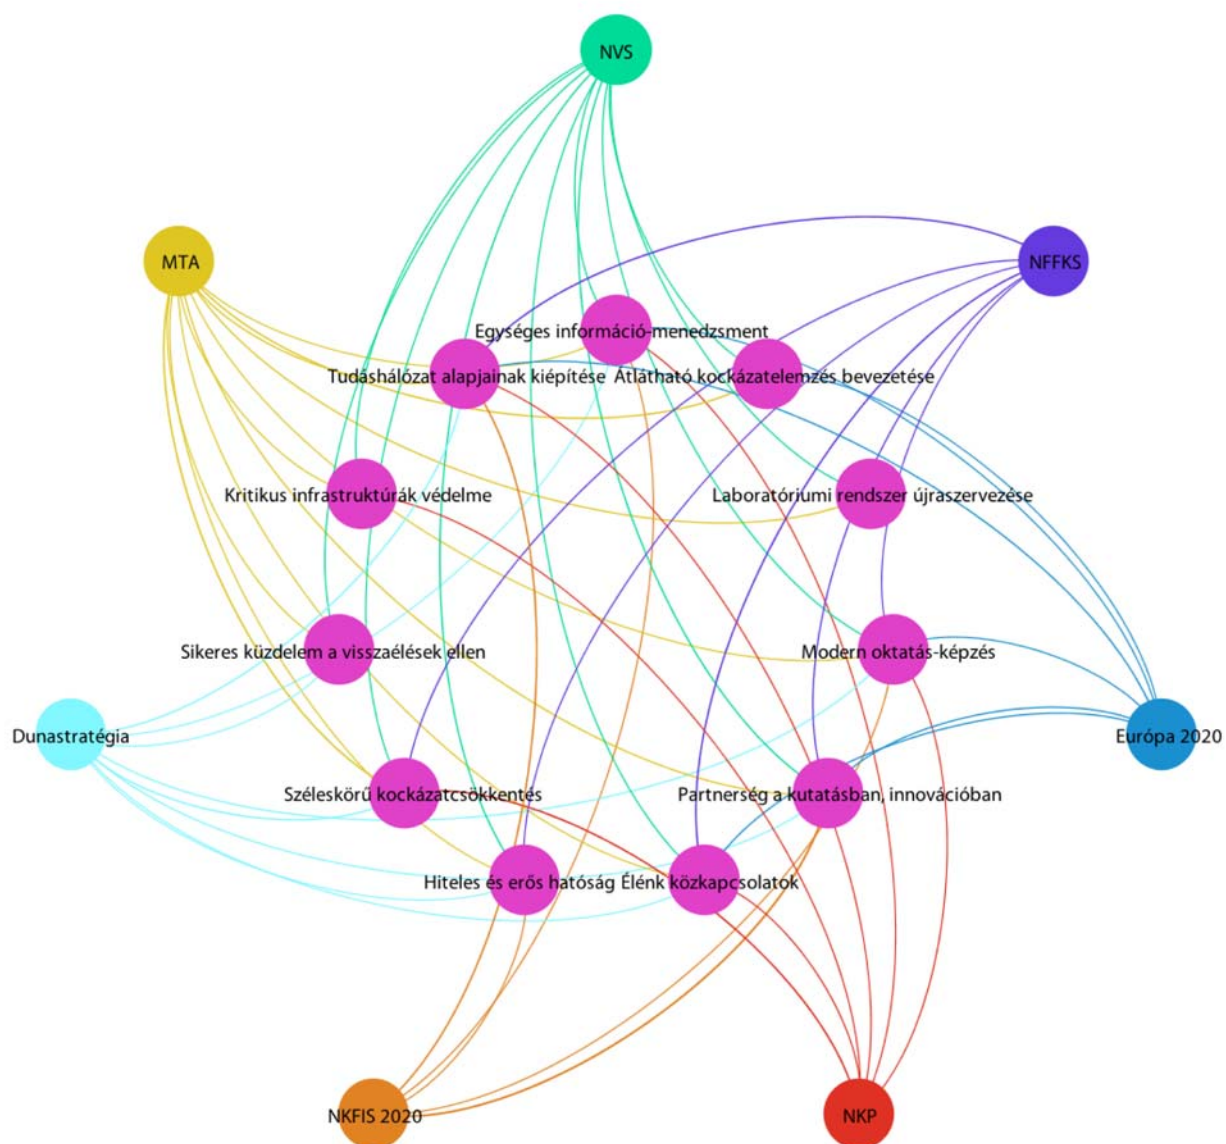 NVS
MTA
NFFKS
Egységes információ-menedzsment
Tudáshálózat alapjainak kiépítése
Átlátható kockázatelemzés bevezetése
Kritikus infrastruktúrák védelme
Laboratóriumi rendszer újraszervezése
Sikeres küzdelem a visszaélések ellen
Modern oktatás-képzés
Dunastratégia
Európa 2020
Széleskörű kockázatcsökkentés
Partnerség a kutatásban, innovációban
Hiteles és erős hatóság
Élénk közkapcsolatok
NKFIS 2020
NKP